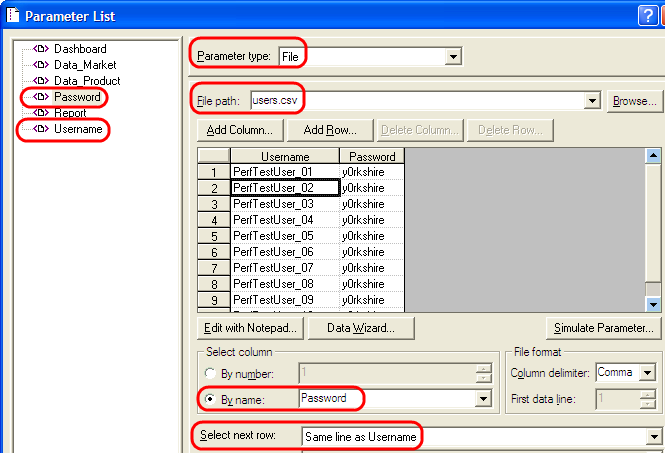 Parameter List
Dashboard
Data_Market
Data_Product
Password
Report
Username
Parameter type: File
File path: users.csv Browse...
Add Column... Add Row... Delete Column... Delete Row...
Username Password
1 PerfTestUser_01 y0rkshire
2 PerfTestUser_02 y0rkshire
3 PerfTestUser_03 y0rkshire
4 PerfTestUser_04 y0rkshire
5 PerfTestUser_05 y0rkshire
6 PerfTestUser_06 y0rkshire
7 PerfTestUser_07 y0rkshire
8 PerfTestUser_08 y0rkshire
9 PerfTestUser_09 y0rkshire
Edit with Notepad... Data Wizard... Simulate Parameter...
Select column File format
By number: 1 Column delimiter: Comma
By name: Password First data line: 1
Select next row: Same line as Username